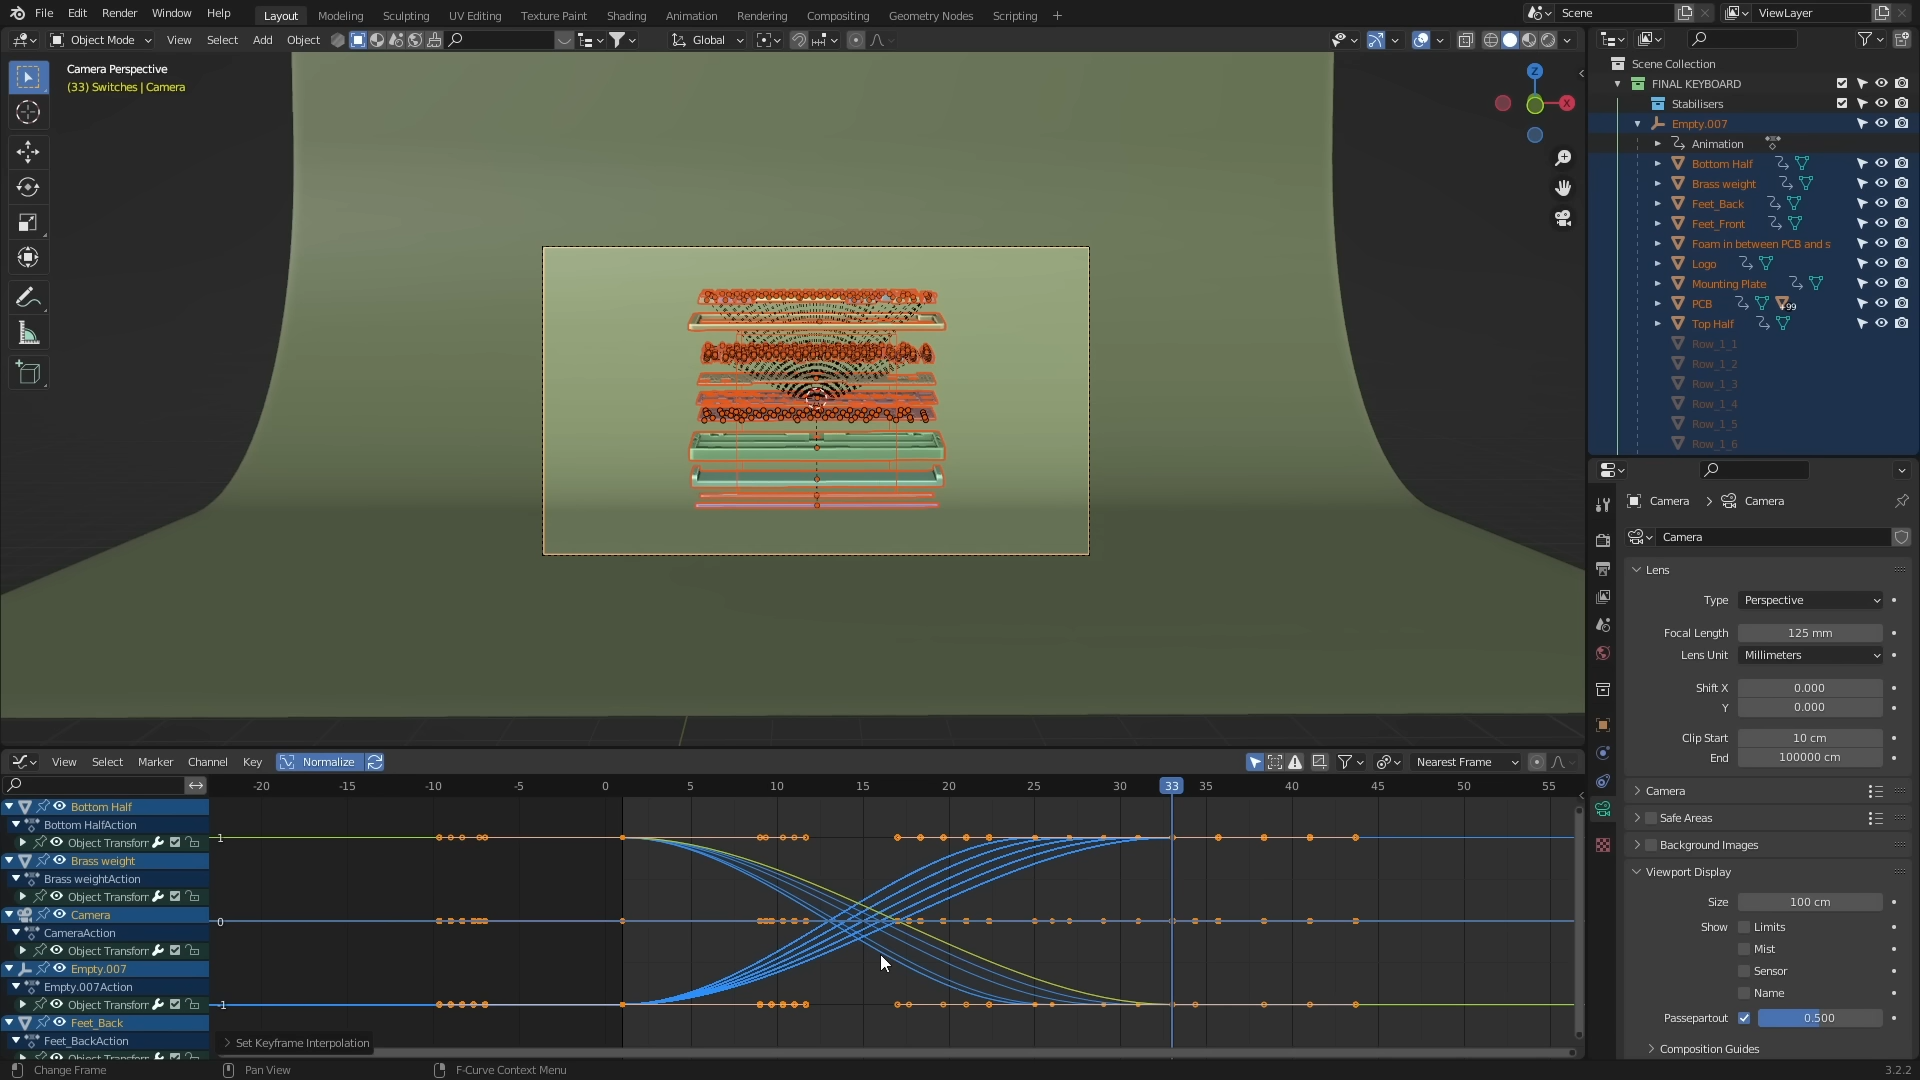 File Edit Render Window Help Layout Modeling Sculpting UV Editing Texture Paint Shading Animation Rendering Compositing Geometry Nodes Scripting + Scene ViewLayer
Object Mode View Select Add Object Global
Camera Perspective
(33) Switches | Camera
Z
X
Scene Collection
FINAL KEYBOARD
Stabilisers
Empty.007
Animation
Bottom Half
Brass weight
Feet_Back
Feet_Front
Foam in between PCB and s
Logo
Mounting Plate
PCB 99
Top Half
Row_1_1
Row_1_2
Row_1_3
Row_1_4
Row_1_5
Row_1_6
Camera > Camera
Camera
Lens
Type Perspective
Focal Length 125 mm
Lens Unit Millimeters
Shift X 0.000
Y 0.000
Clip Start 10 cm
End 100000 cm
Camera
Safe Areas
Background Images
Viewport Display
Size 100 cm
Show Limits
Mist
Sensor
Name
Passepartout 0.500
Composition Guides
View Select Marker Channel Key Normalize Nearest Frame
-20 -15 -10 -5 0 5 10 15 20 25 30 33 35 40 45 50 55
Bottom Half
Bottom HalfAction
Object Transforr
Brass weight
Brass weightAction
Object Transforr
Camera
CameraAction
Object Transforr
Empty.007
Empty.007Action
Object Transforr
Feet_Back
Feet_BackAction
Object Transforr
1
0
-1
Set Keyframe Interpolation
Change Frame Pan View F-Curve Context Menu 3.2.2